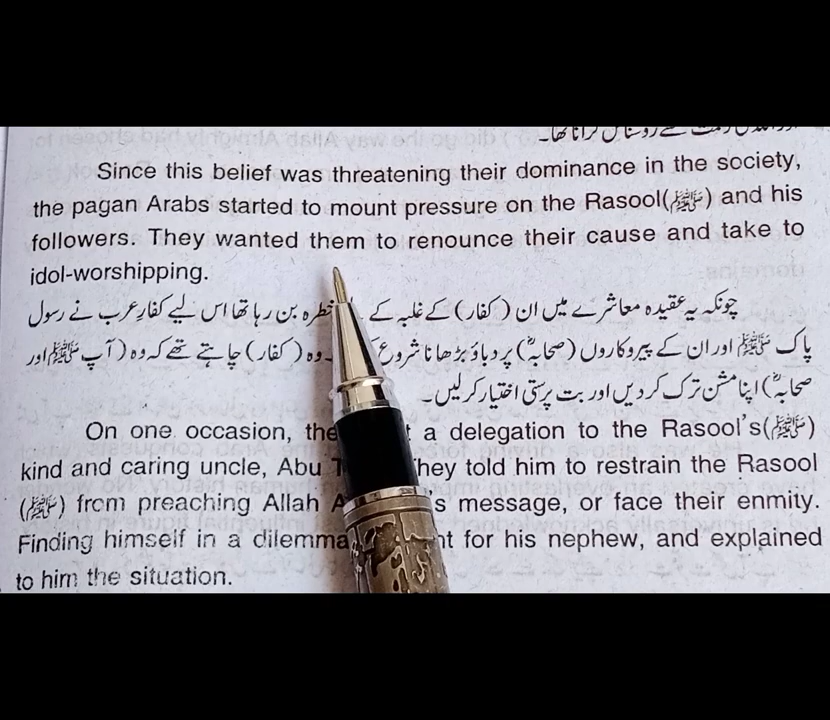 Since this belief was threatening their dominance in the society,
the pagan Arabs started to mount pressure on the Rasool(ﷺ) and his
followers. They wanted them to renounce their cause and take to
idol-worshipping.
چونکہ یہ عقیدہ معاشرے میں ان (کفار) کے غلبہ کے خطرہ بن رہا تھا اس لیے کفارِ عرب نے رسول
پاک ﷺ اور ان کے پیروکاروں (صحابہؓ) پر دباؤ بڑھانا شروع وہ (کفار) چاہتے تھے کہ وہ (آپ ﷺ اور
صحابہؓ) اپنا مشن ترک کر دیں اور بت پرستی اختیار کر لیں۔
On one occasion, a delegation to the Rasool's(ﷺ)
kind and caring uncle, Abu They told him to restrain the Rasool
(ﷺ) from preaching Allah message, or face their enmity.
Finding himself in a dilemma for his nephew, and explained
to him the situation.